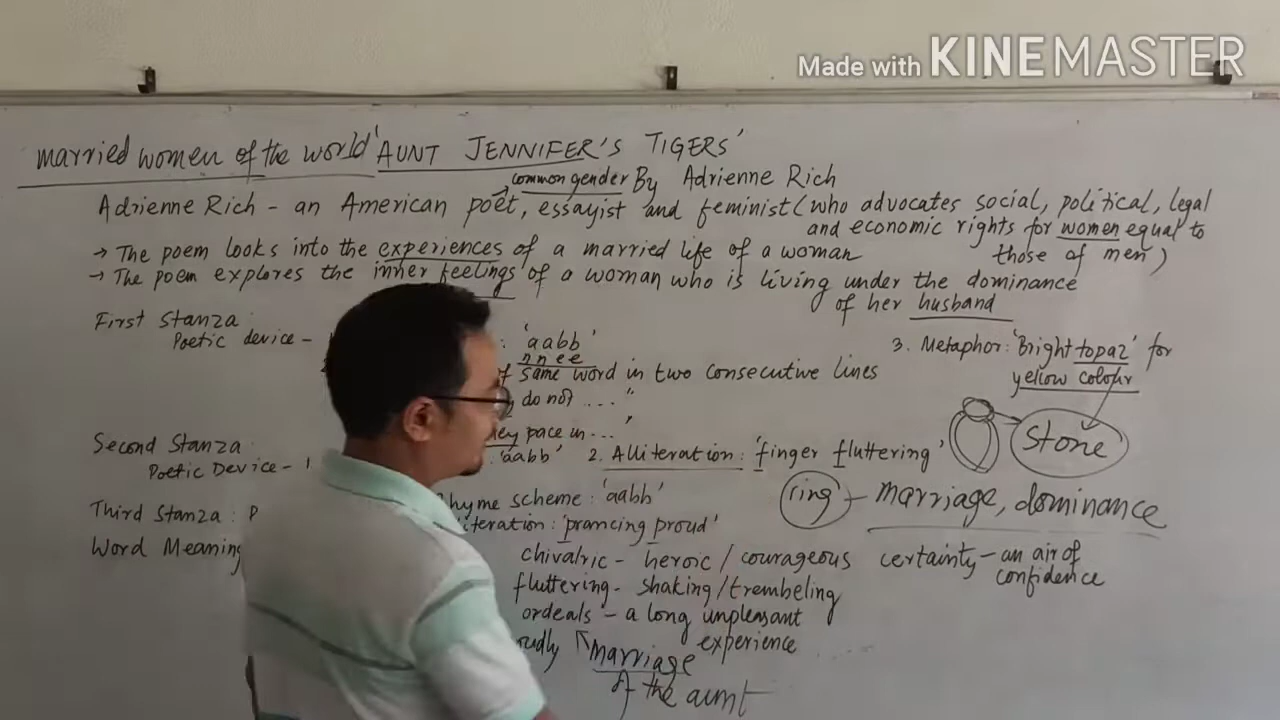 Made with KINEMASTER
married women of the world 'AUNT JENNIFER'S TIGERS'
common gender By Adrienne Rich
Adrienne Rich - an American poet, essayist and feminist (who advocates social, political, legal
and economic rights for women equal to
those of men)
→ The poem looks into the experiences of a married life of a woman
→ The poem explores the inner feelings of a woman who is living under the dominance
of her husband
First Stanza:
Poetic device - : 'aabb'
nnee
of same word in two consecutive lines
do not ... "
pace in ... "
3. Metaphor: 'Bright topaz' for
yellow colour
Stone
Second Stanza:
Poetic Device - 1 : 'aabb' 2. Alliteration: 'finger fluttering'
ring - marriage, dominance
Third Stanza: P hyme scheme: 'aabb'
iteration: 'prancing proud'
Word Meaning
chivalric - heroic / courageous certainty - an air of
confidence
fluttering - shaking / trembeling
ordeals - a long unpleasant
experience
oudly marriage
of the aunt